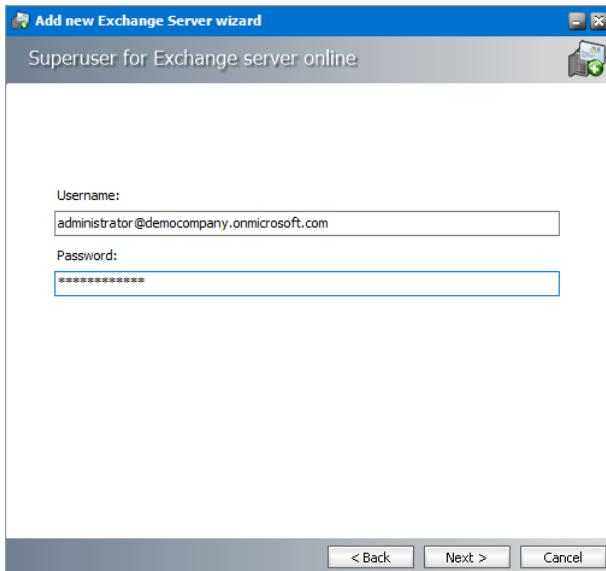 Add new Exchange Server wizard
Superuser for Exchange server online
Username:
administrator@democompany.onmicrosoft.com
Password:
************
< Back
Next >
Cancel